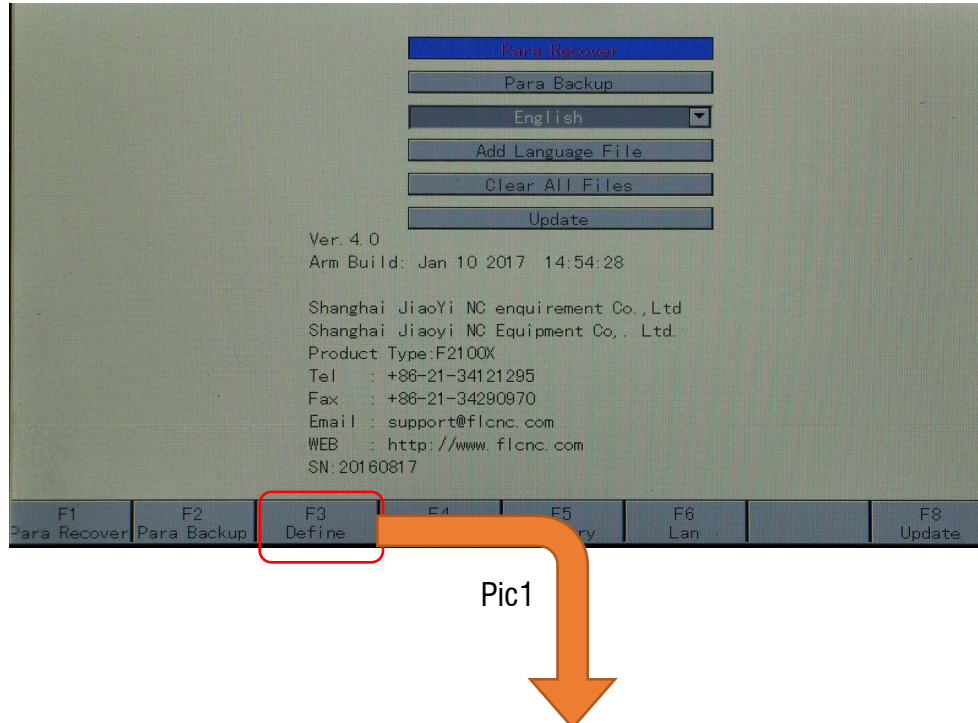 Para Recover
Para Backup
English
Add Language File
Clear All Files
Update
Ver. 4.0
Arm Build: Jan 10 2017 14:54:28
Shanghai JiaoYi NC enquirement Co.,Ltd
Shanghai Jiaoyi NC Equipment Co,. Ltd.
Product Type:F2100X
Tel : +86-21-34121295
Fax : +86-21-34290970
Email : support@flcnc.com
WEB : http://www.flcnc.com
SN:20160817
F1 F2 F3 F4 F5 F6 F8
Para Recover Para Backup Define ry Lan Update
Pic1